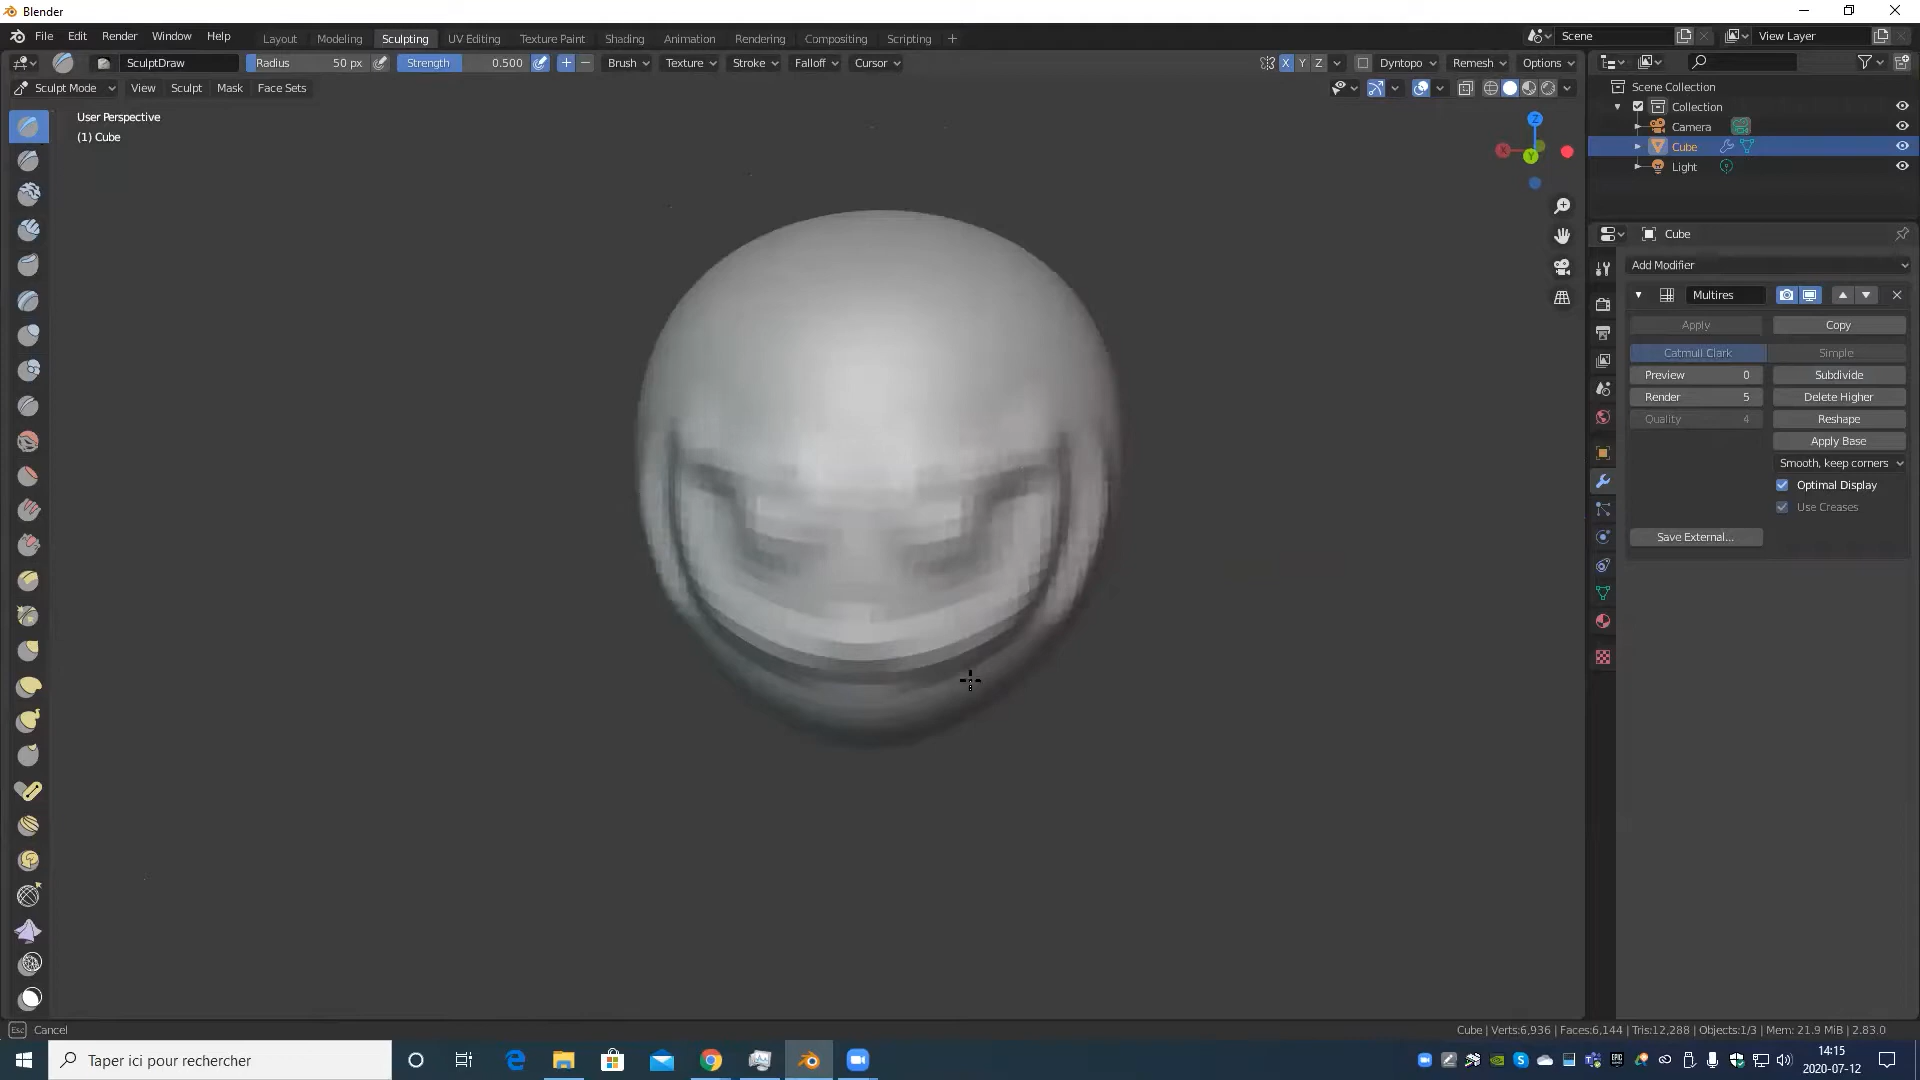 Blender
File Edit Render Window Help Layout Modeling Sculpting UV Editing Texture Paint Shading Animation Rendering Compositing Scripting + Scene View Layer
SculptDraw Radius 50 px Strength 0.500 + − Brush Texture Stroke Falloff Cursor X Y Z Dyntopo Remesh Options
Sculpt Mode View Sculpt Mask Face Sets
User Perspective
(1) Cube
Z
X
Y
Scene Collection
Collection
Camera
Cube
Light
Cube
Add Modifier
Multires
Apply Copy
Catmull Clark Simple
Preview 0 Subdivide
Render 5 Delete Higher
Quality 4 Reshape
Apply Base
Smooth, keep corners
Optimal Display
Use Creases
Save External...
Esc Cancel
Cube | Verts:6,936 | Faces:6,144 | Tris:12,288 | Objects:1/3 | Mem: 21.9 MiB | 2.83.0
Taper ici pour rechercher
14:15
2020-07-12